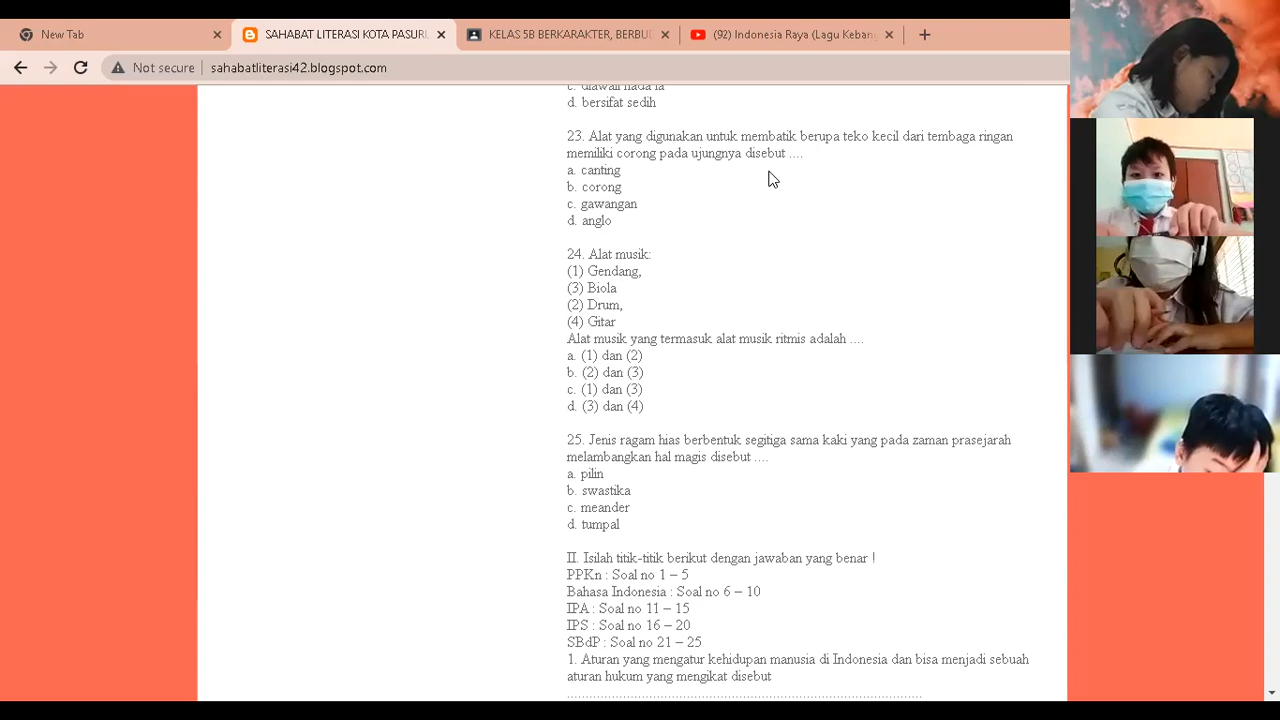 New Tab
SAHABAT LITERASI KOTA PASURU
KELAS 5B BERKARAKTER, BERBUD
(92) Indonesia Raya (Lagu Kebang
Not secure
sahabatliterasi42.blogspot.com
c. diawali nada la
d. bersifat sedih
23. Alat yang digunakan untuk membatik berupa teko kecil dari tembaga ringan
memiliki corong pada ujungnya disebut ....
a. canting
b. corong
c. gawangan
d. anglo
24. Alat musik:
(1) Gendang,
(3) Biola
(2) Drum,
(4) Gitar
Alat musik yang termasuk alat musik ritmis adalah ....
a. (1) dan (2)
b. (2) dan (3)
c. (1) dan (3)
d. (3) dan (4)
25. Jenis ragam hias berbentuk segitiga sama kaki yang pada zaman prasejarah
melambangkan hal magis disebut ....
a. pilin
b. swastika
c. meander
d. tumpal
II. Isilah titik-titik berikut dengan jawaban yang benar !
PPKn : Soal no 1 – 5
Bahasa Indonesia : Soal no 6 – 10
IPA : Soal no 11 – 15
IPS : Soal no 16 – 20
SBdP : Soal no 21 – 25
1. Aturan yang mengatur kehidupan manusia di Indonesia dan bisa menjadi sebuah
aturan hukum yang mengikat disebut
................................................................................